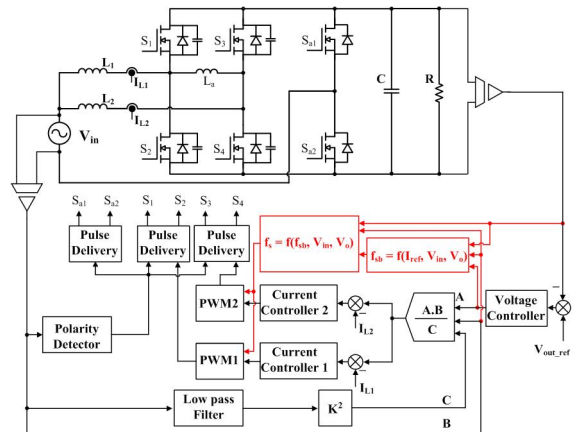 S1
S3
Sa1
L1
IL1
La
C
R
L2
IL2
Vin
S2
S4
Sa2
Sa1 Sa2 S1 S2 S3 S4
Pulse
Delivery
Pulse
Delivery
Pulse
Delivery
fs = f(fsb, Vin, Vo)
fsb = f(Iref, Vin, Vo)
PWM2
Current
Controller 2
IL2
A.B
C
A
Voltage
Controller
Vout_ref
Polarity
Detector
PWM1
Current
Controller 1
IL1
Low pass
Filter
K²
C
B